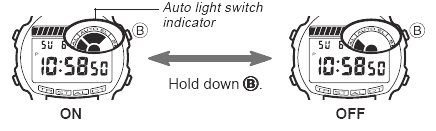 Auto light switch
indicator
B
SU 6
P
10:58 50
ON
Hold down B.
B
SU 6
P
10:58 50
OFF